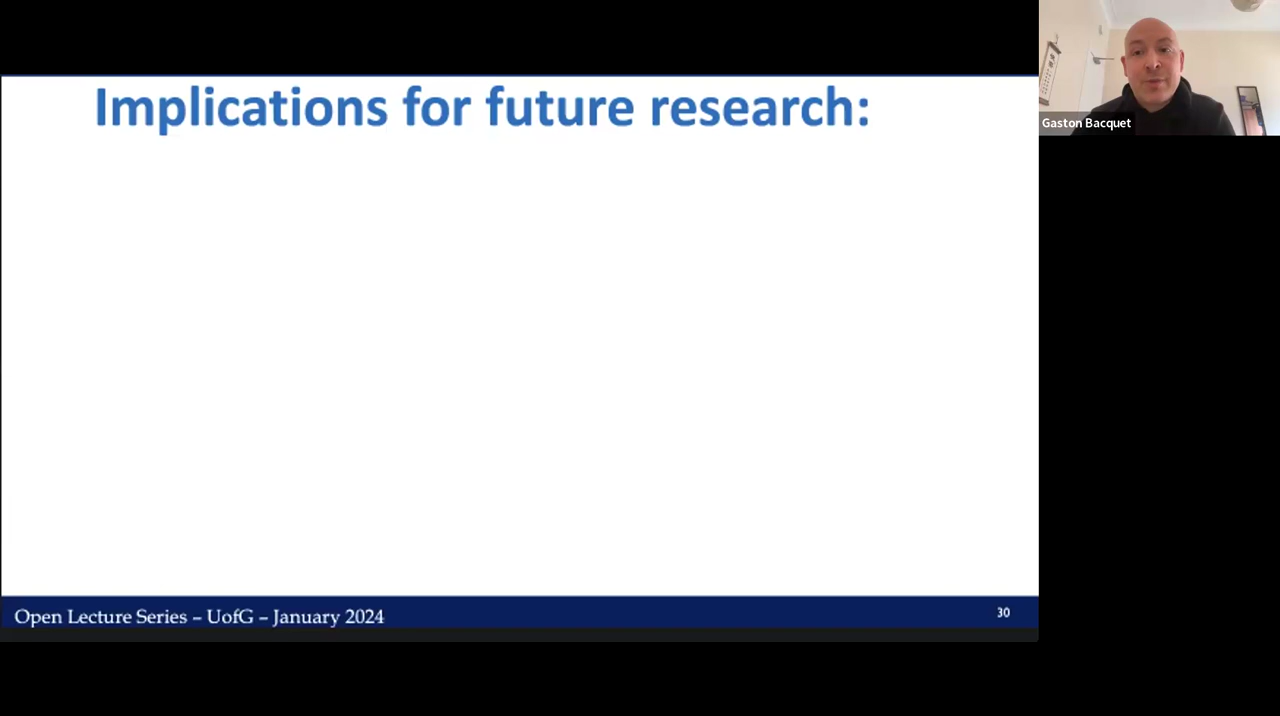 Implications for future research:
Gaston Bacquet
Open Lecture Series – UofG – January 2024
30